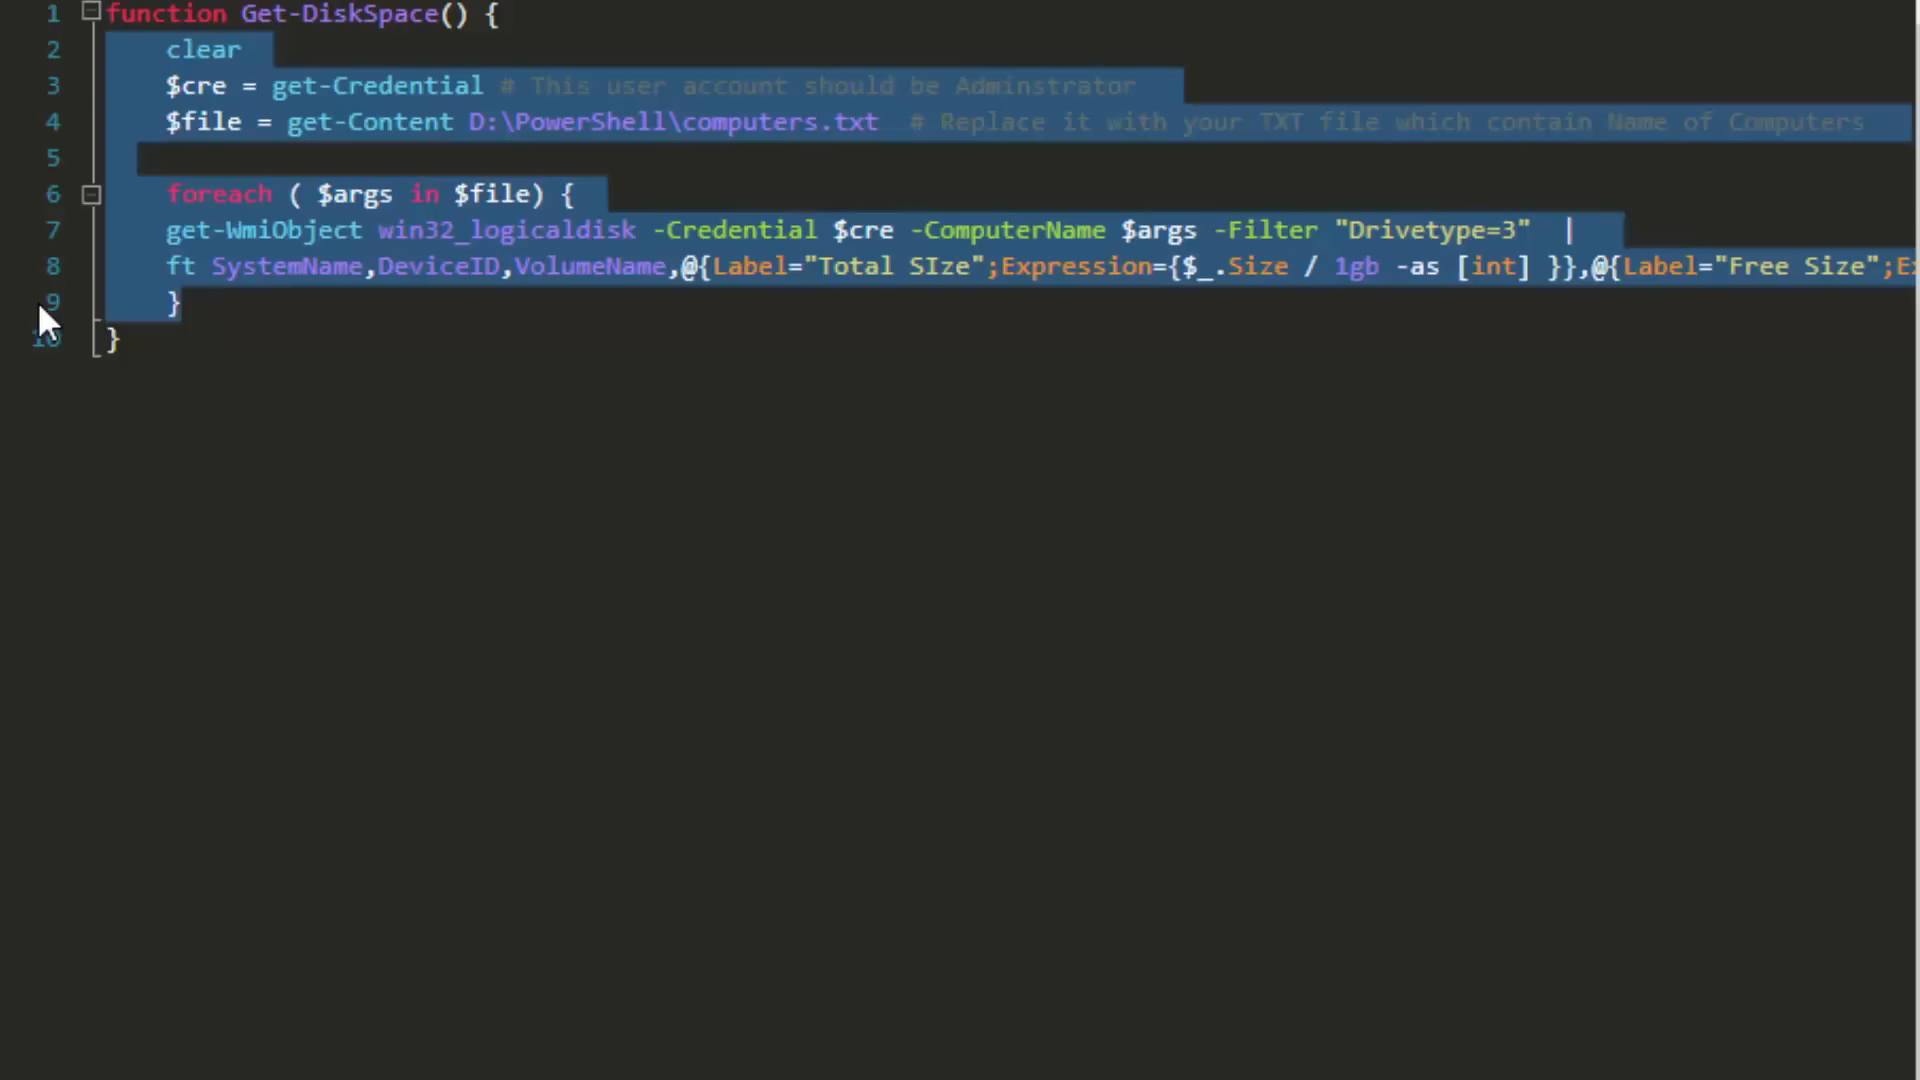 1 function Get-DiskSpace() {
2 clear
3 $cre = get-Credential # This user account should be Adminstrator
4 $file = get-Content D:\PowerShell\computers.txt # Replace it with your TXT file which contain Name of Computers
5
6 foreach ( $args in $file) {
7 get-WmiObject win32_logicaldisk -Credential $cre -ComputerName $args -Filter "Drivetype=3" |
8 ft SystemName,DeviceID,VolumeName,@{Label="Total SIze";Expression={$_.Size / 1gb -as [int] }},@{Label="Free Size";E
9 }
10 }